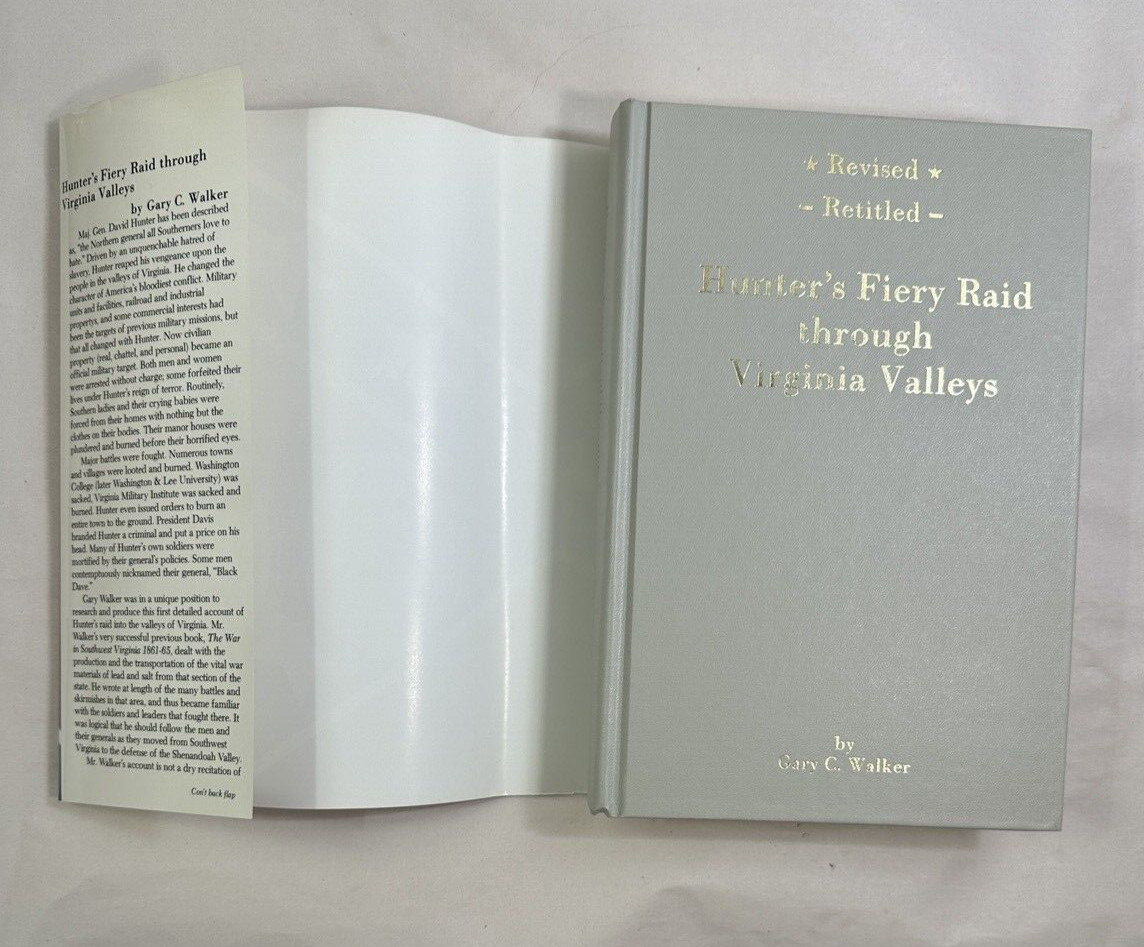 Hunter's Fiery Raid through
Virginia Valleys
by Gary C. Walker
Maj. Gen. David Hunter has been described
as, "the Northern general all Southerners love to
hate." Driven by an unquenchable hatred of
slavery, Hunter reaped his vengeance upon the
people in the valleys of Virginia. He changed the
character of America's bloodiest conflict. Military
units and facilities, railroad and industrial
propertys, and some commercial interests had
been the targets of previous military missions, but
that all changed with Hunter. Now civilian
property (real, chattel, and personal) became an
official military target. Both men and women
were arrested without charge; some forfeited their
lives under Hunter's reign of terror. Routinely,
Southern ladies and their crying babies were
forced from their homes with nothing but the
clothes on their bodies. Their manor houses were
plundered and burned before their horrified eyes.
Major battles were fought. Numerous towns
and villages were looted and burned. Washington
College (later Washington & Lee University) was
sacked, Virginia Military Institute was sacked and
burned. Hunter even issued orders to burn an
entire town to the ground. President Davis
branded Hunter a criminal and put a price on his
head. Many of Hunter's own soldiers were
mortified by their general's policies. Some men
contemptuously nicknamed their general, "Black
Dave."
Gary Walker was in a unique position to
research and produce this first detailed account of
Hunter's raid into the valleys of Virginia. Mr.
Walker's very successful previous book, The War
in Southwest Virginia 1861-65, dealt with the
production and the transportation of the vital war
materials of lead and salt from that section of the
state. He wrote at length of the many battles and
skirmishes in that area, and thus became familiar
with the soldiers and leaders that fought there. It
was logical that he should follow the men and
their generals as they moved from Southwest
Virginia to the defense of the Shenandoah Valley.
Mr. Walker's account is not a dry recitation of
Con't back flap
★ Revised ★
– Retitled –
Hunter's Fiery Raid
through
Virginia Valleys
by
Gary C. Walker